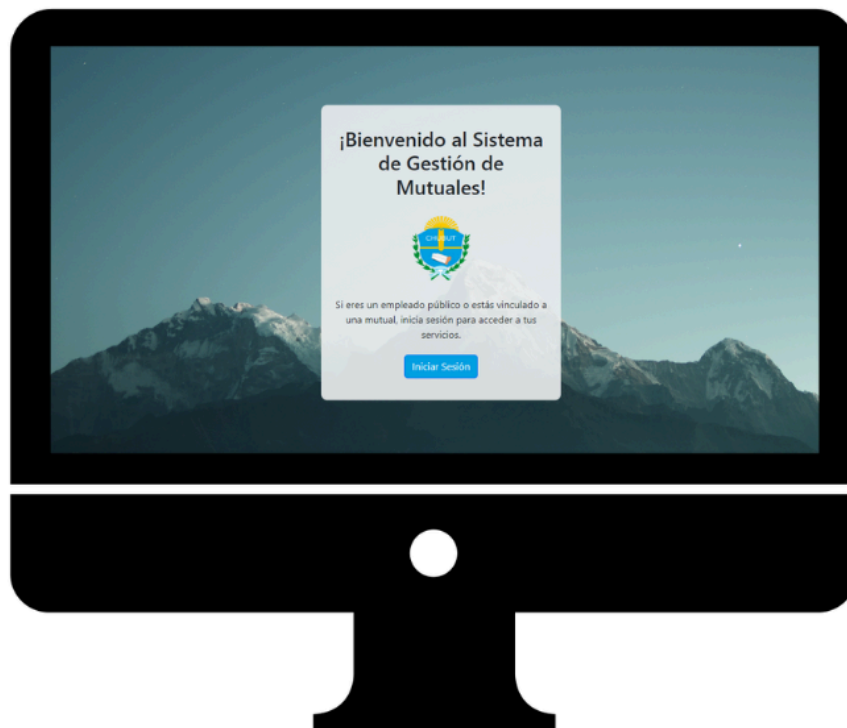 ¡Bienvenido al Sistema
de Gestión de
Mutuales!
CHUBUT
Si eres un empleado público o estás vinculado a
una mutual, inicia sesión para acceder a tus
servicios.
Iniciar Sesión